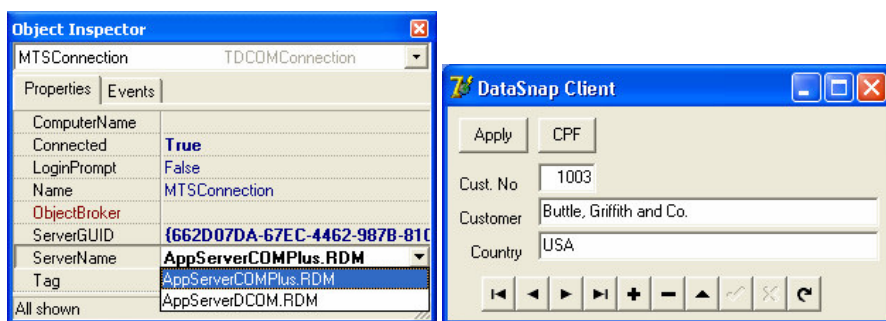 Object Inspector
MTSConnection TDCOMConnection
Properties Events
ComputerName
Connected True
LoginPrompt False
Name MTSConnection
ObjectBroker
ServerGUID {662D07DA-67EC-4462-987B-810
ServerName AppServerCOMPlus.RDM
Tag AppServerCOMPlus.RDM
AppServerDCOM.RDM
All shown
DataSnap Client
Apply CPF
Cust. No 1003
Customer Buttle, Griffith and Co.
Country USA